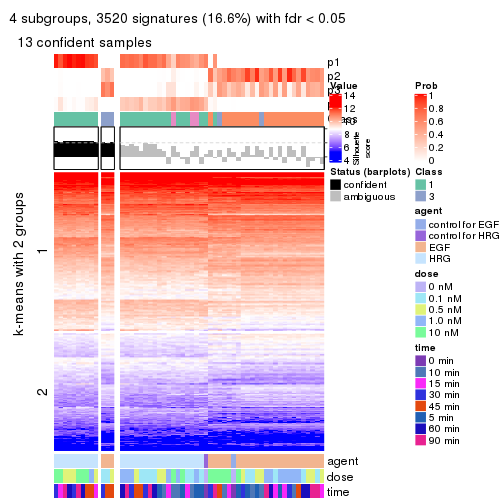 4 subgroups, 3520 signatures (16.6%) with fdr < 0.05
13 confident samples
p1
p2
p3
Class
k-means with 2 groups
1
2
Silhouette
score
agent
dose
time
Value
14
12
10
8
6
4
Status (barplots)
confident
ambiguous
Prob
1
0.8
0.6
0.4
0.2
0
Class
1
3
agent
control for EGF
control for HRG
EGF
HRG
dose
0 nM
0.1 nM
0.5 nM
1.0 nM
10 nM
time
0 min
10 min
15 min
30 min
45 min
5 min
60 min
90 min